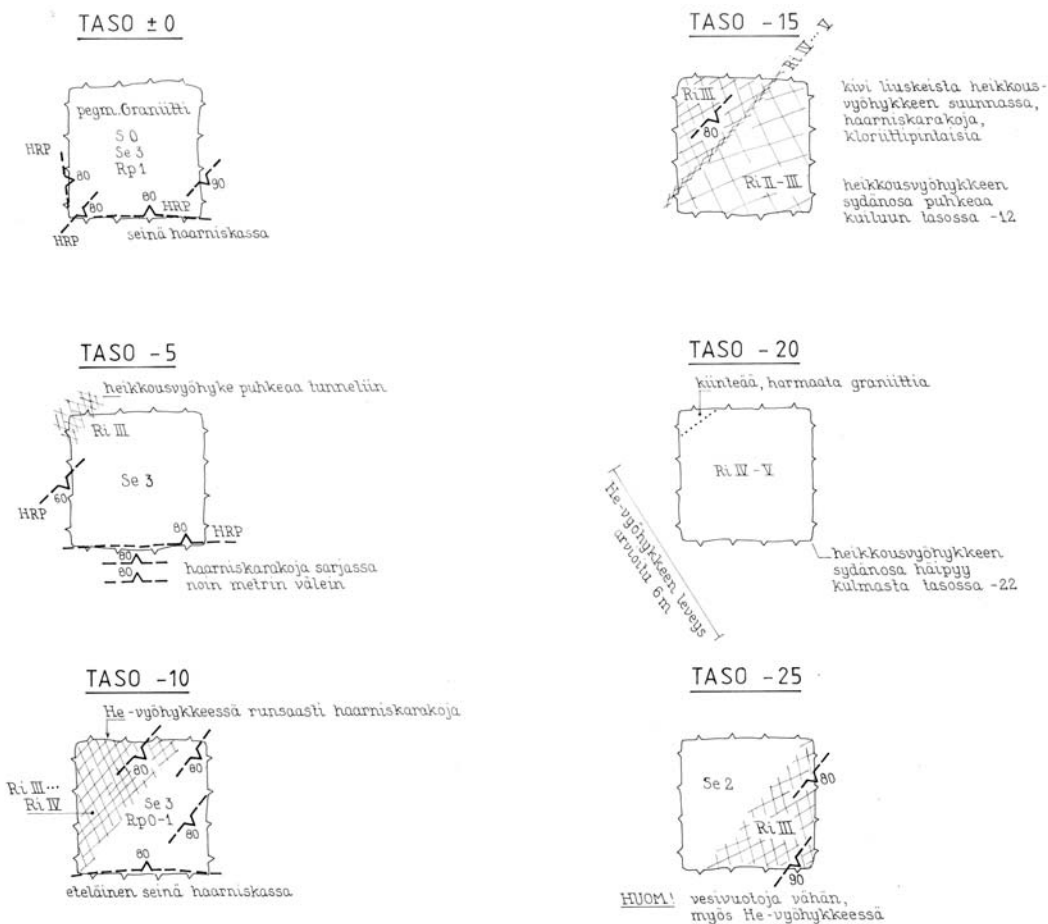 TASO ± 0
pegm. Graniitti
S 0
Se 3
Rp 1
HRP
80
80
HRP
80
HRP
90
seinä haarniskassa
TASO -5
heikkousvyöhyke puhkeaa tunneliin
Ri III
Se 3
60
HRP
80
HRP
80
80
haarniskarakoja sarjassa
noin metrin välein
TASO -10
He-vyöhykkeessä runsaasti haarniskarakoja
Ri III...
Ri IV
80
80
Se 3
Rp0-1
80
80
eteläinen seinä haarniskassa
TASO -15
Ri IV...V
Ri III
80
Ri II-III
kivi liuskeista heikkous-
vyöhykkeen suunnassa,
haarniskarakoja,
kloriittipintaisia
heikkousvyöhykkeen
sydänosa puhkeaa
kuiluun tasossa -12
TASO -20
kiinteää, harmaata graniittia
Ri IV-V
He-vyöhykkeen leveys
arvioitu 6 m
heikkousvyöhykkeen
sydänosa häipyy
kulmasta tasossa -22
TASO -25
Se 2
80
Ri III
90
HUOM! vesivuotoja vähän,
myös He-vyöhykkeessä